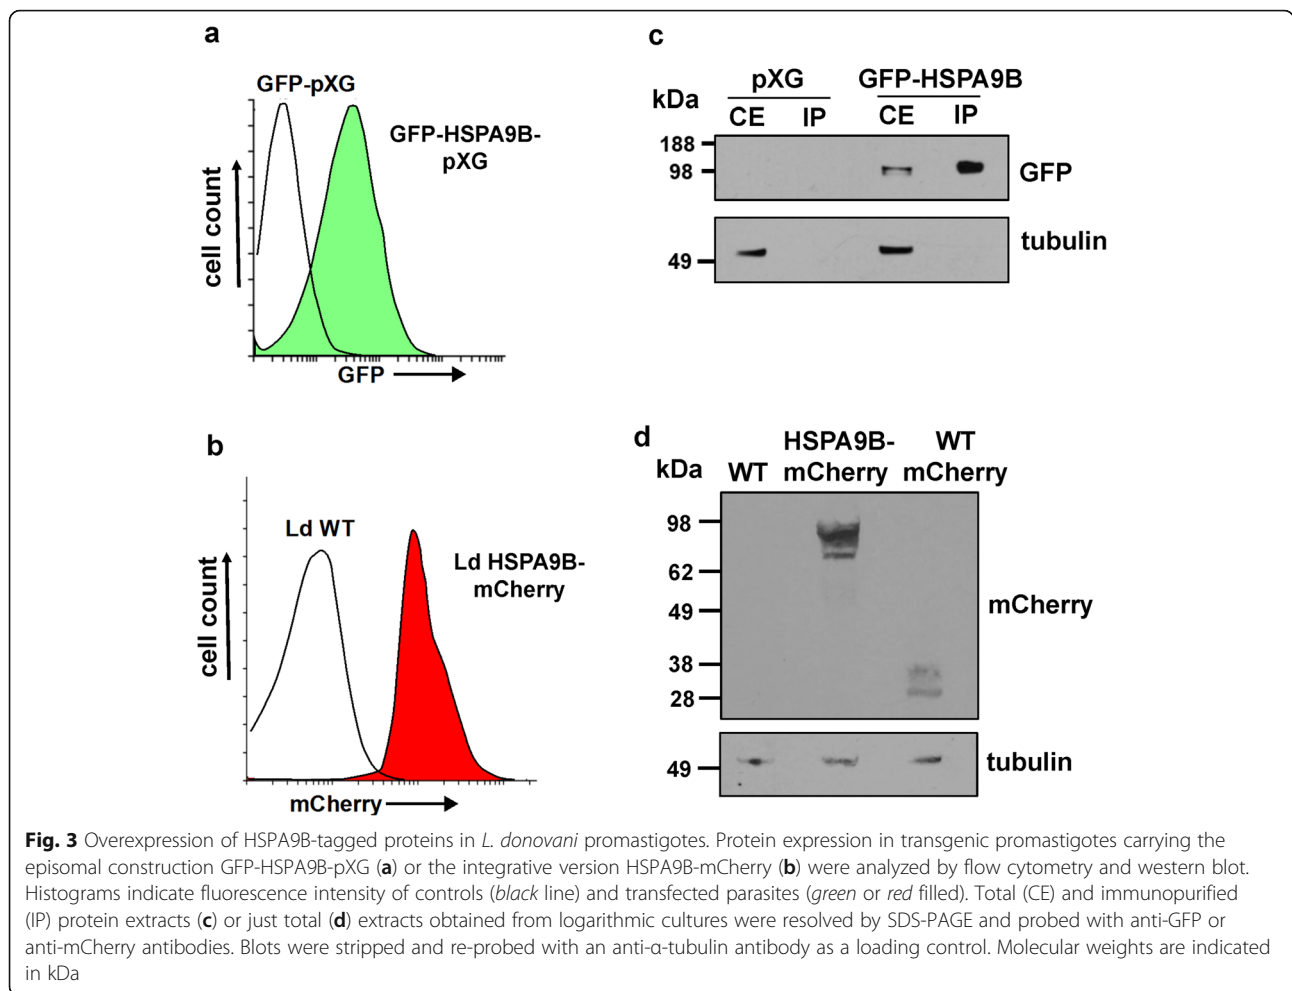 a
GFP-pXG
GFP-HSPA9B-
pXG
cell count
GFP
c
pXG
GFP-HSPA9B
kDa
CE
IP
CE
IP
188
98
GFP
49
tubulin
b
Ld WT
Ld HSPA9B-
mCherry
cell count
mCherry
d
kDa
WT
HSPA9B-
mCherry
WT
mCherry
98
62
49
38
28
mCherry
49
tubulin
Fig. 3 Overexpression of HSPA9B-tagged proteins in L. donovani promastigotes. Protein expression in transgenic promastigotes carrying the
episomal construction GFP-HSPA9B-pXG (a) or the integrative version HSPA9B-mCherry (b) were analyzed by flow cytometry and western blot.
Histograms indicate fluorescence intensity of controls (black line) and transfected parasites (green or red filled). Total (CE) and immunopurified
(IP) protein extracts (c) or just total (d) extracts obtained from logarithmic cultures were resolved by SDS-PAGE and probed with anti-GFP or
anti-mCherry antibodies. Blots were stripped and re-probed with an anti-α-tubulin antibody as a loading control. Molecular weights are indicated
in kDa